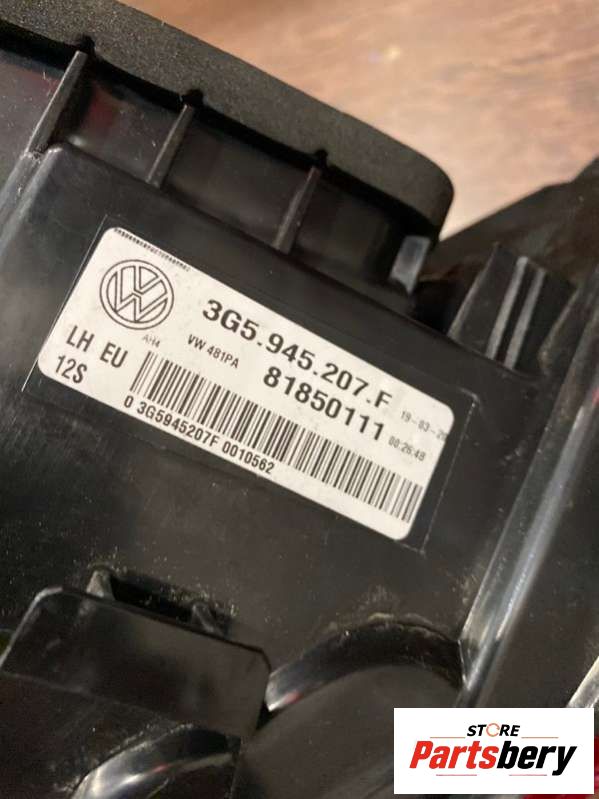 3G5.945.207.F
AH4 VW 481PA 81850111
19-03-20
00:26:48
LH EU
12S
0 3G5945207F 0010562
STORE
Partsbery